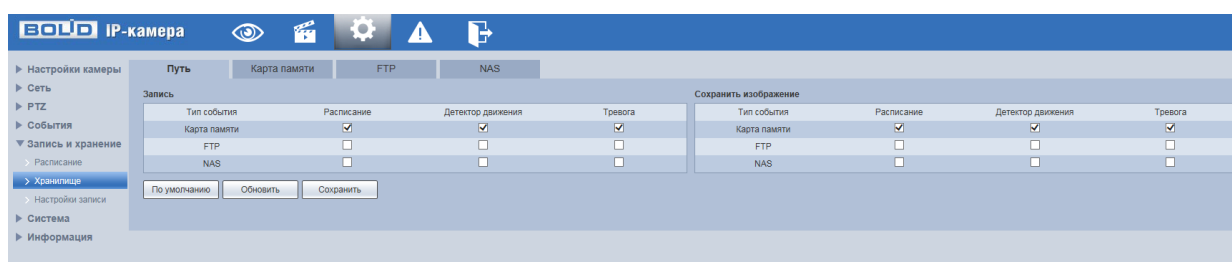 BOLID IP-камера
Настройки камеры
Сеть
PTZ
События
Запись и хранение
Расписание
Хранилище
Настройки записи
Система
Информация
Путь Карта памяти FTP NAS
Запись
Тип события Расписание Детектор движения Тревога
Карта памяти
FTP
NAS
Сохранить изображение
Тип события Расписание Детектор движения Тревога
Карта памяти
FTP
NAS
По умолчанию Обновить Сохранить